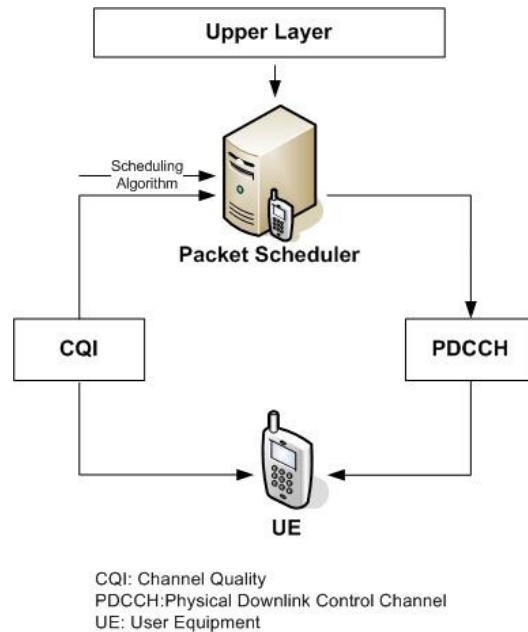 Upper Layer
Scheduling
Algorithm
Packet Scheduler
CQI
PDCCH
UE
CQI: Channel Quality
PDCCH:Physical Downlink Control Channel
UE: User Equipment